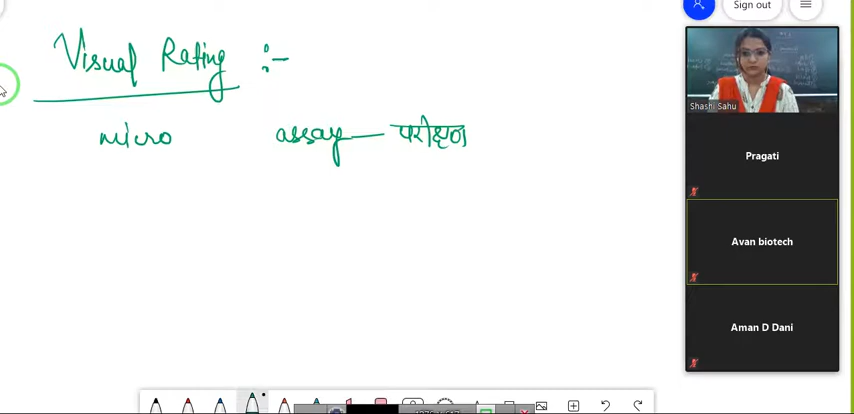 Sign out
Visual Rating :-
micro assay — परीक्षण
Shashi Sahu
Pragati
Avan biotech
Aman D Dani